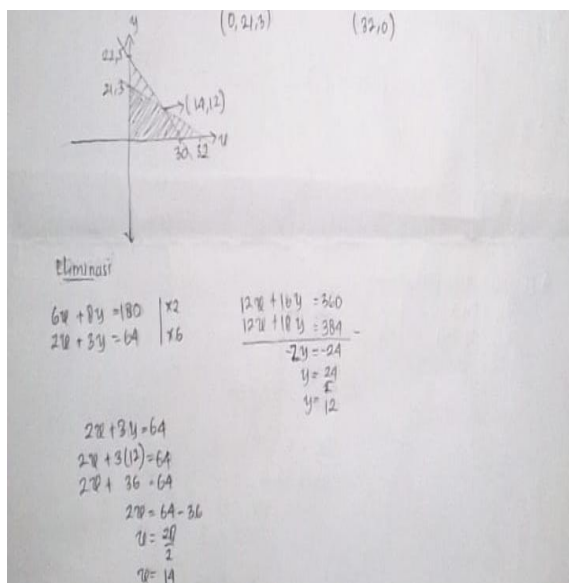 (0,21,3) (32,0)
y
22,5
21,3
(14,12)
30 32 x
Eliminasi
6x + 8y = 180 | x2
2x + 3y = 64 | x6
12x + 16y = 360
12x + 18y = 384 -
-2y = -24
y = 24
2
y = 12
2x + 3y = 64
2x + 3(12) = 64
2x + 36 = 64
2x = 64 - 36
x = 28
2
x = 14